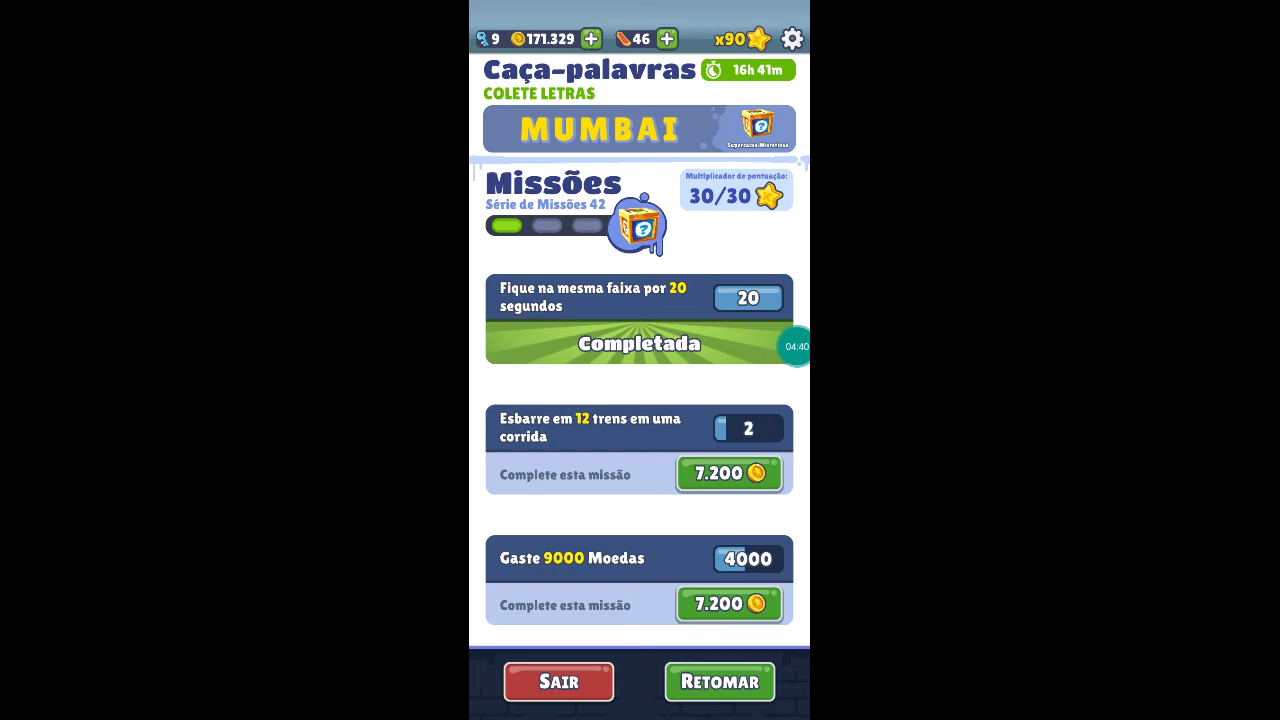 9 171.329 46 x90
Caça-palavras 16h 41m
COLETE LETRAS
MUMBAI
Supercaixa Misteriosa
Missões
Multiplicador de pontuação:
30/30
Série de Missões 42
Fique na mesma faixa por 20
segundos
20
Completada
04:40
Esbarre em 12 trens em uma
corrida
2
Complete esta missão 7.200
Gaste 9000 Moedas 4000
Complete esta missão 7.200
SAIR RETOMAR